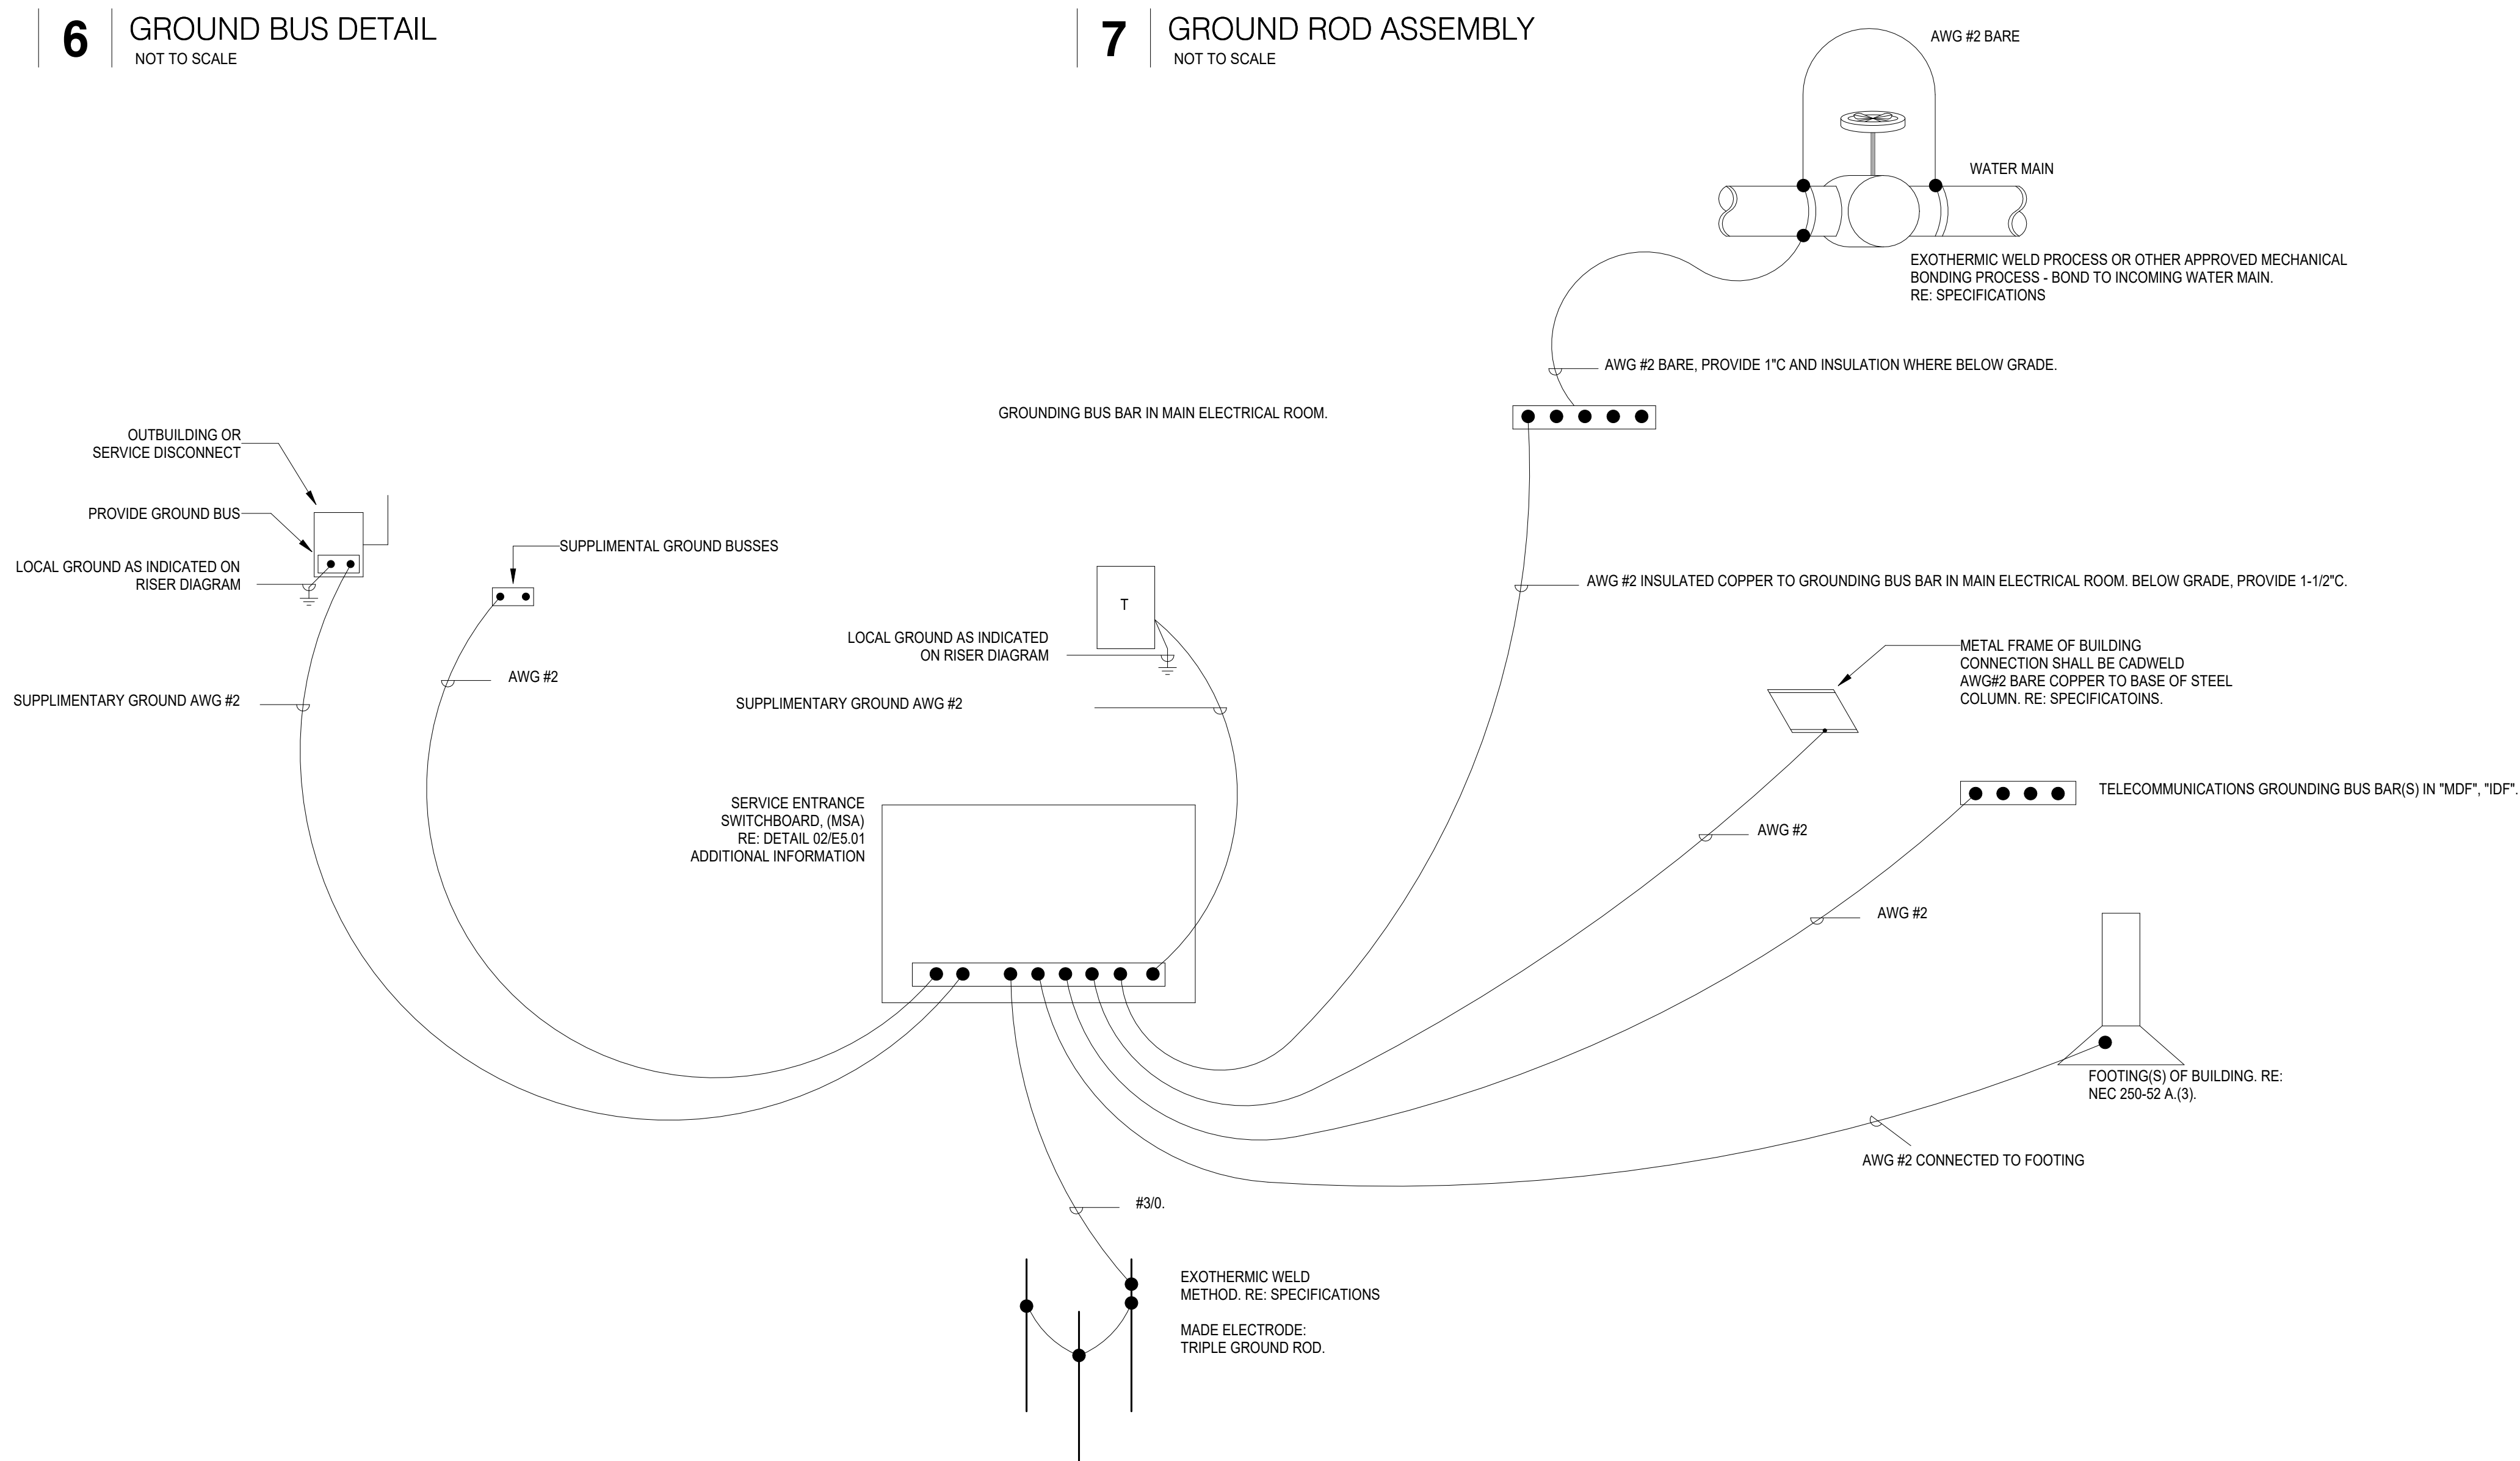 6
GROUND BUS DETAIL
NOT TO SCALE
7
GROUND ROD ASSEMBLY
NOT TO SCALE
AWG #2 BARE
WATER MAIN
EXOTHERMIC WELD PROCESS OR OTHER APPROVED MECHANICAL
BONDING PROCESS - BOND TO INCOMING WATER MAIN.
RE: SPECIFICATIONS
AWG #2 BARE, PROVIDE 1"C AND INSULATION WHERE BELOW GRADE.
GROUNDING BUS BAR IN MAIN ELECTRICAL ROOM.
OUTBUILDING OR
SERVICE DISCONNECT
PROVIDE GROUND BUS
LOCAL GROUND AS INDICATED ON
RISER DIAGRAM
SUPPLIMENTARY GROUND AWG #2
SUPPLIMENTAL GROUND BUSSES
AWG #2
T
LOCAL GROUND AS INDICATED
ON RISER DIAGRAM
SUPPLIMENTARY GROUND AWG #2
AWG #2 INSULATED COPPER TO GROUNDING BUS BAR IN MAIN ELECTRICAL ROOM. BELOW GRADE, PROVIDE 1-1/2"C.
METAL FRAME OF BUILDING
CONNECTION SHALL BE CADWELD
AWG#2 BARE COPPER TO BASE OF STEEL
COLUMN. RE: SPECIFICATOINS.
SERVICE ENTRANCE
SWITCHBOARD, (MSA)
RE: DETAIL 02/E5.01
ADDITIONAL INFORMATION
TELECOMMUNICATIONS GROUNDING BUS BAR(S) IN "MDF", "IDF".
AWG #2
AWG #2
FOOTING(S) OF BUILDING. RE:
NEC 250-52 A.(3).
AWG #2 CONNECTED TO FOOTING
#3/0.
EXOTHERMIC WELD
METHOD. RE: SPECIFICATIONS
MADE ELECTRODE:
TRIPLE GROUND ROD.